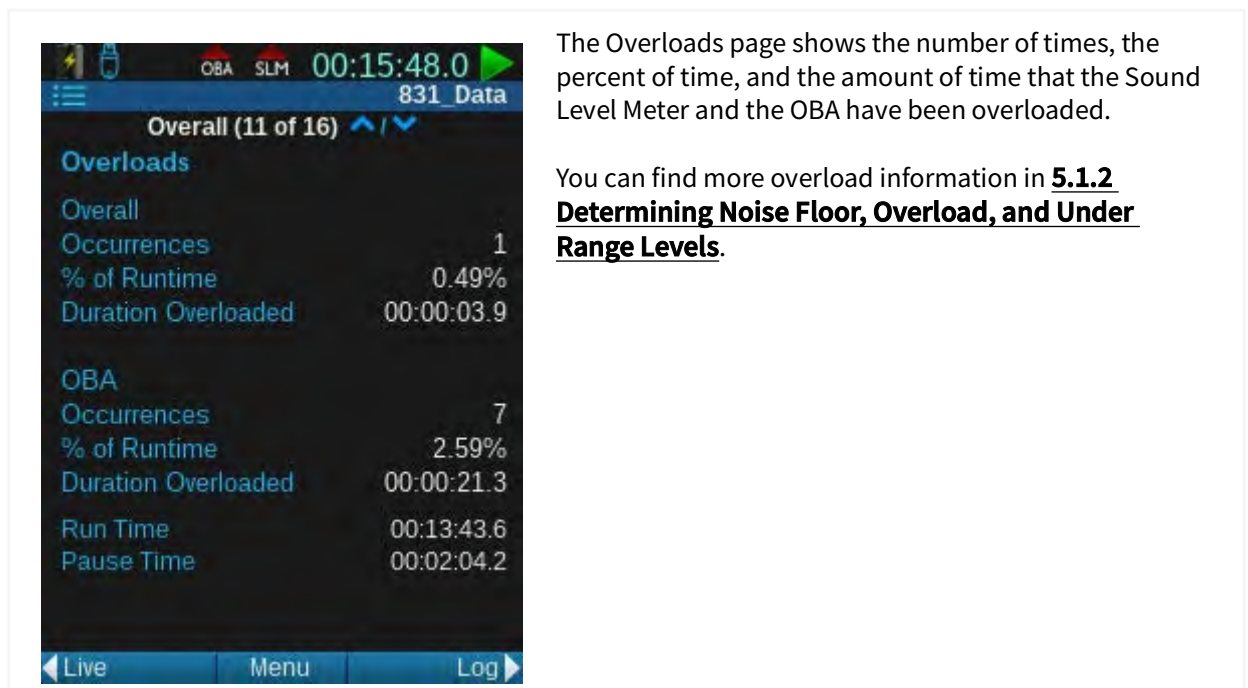 OBA SLM 00:15:48.0
831_Data
Overall (11 of 16) /
Overloads
Overall
Occurrences 1
% of Runtime 0.49%
Duration Overloaded 00:00:03.9
OBA
Occurrences 7
% of Runtime 2.59%
Duration Overloaded 00:00:21.3
Run Time 00:13:43.6
Pause Time 00:02:04.2
Live Menu Log
The Overloads page shows the number of times, the
percent of time, and the amount of time that the Sound
Level Meter and the OBA have been overloaded.
You can find more overload information in 5.1.2
Determining Noise Floor, Overload, and Under
Range Levels.